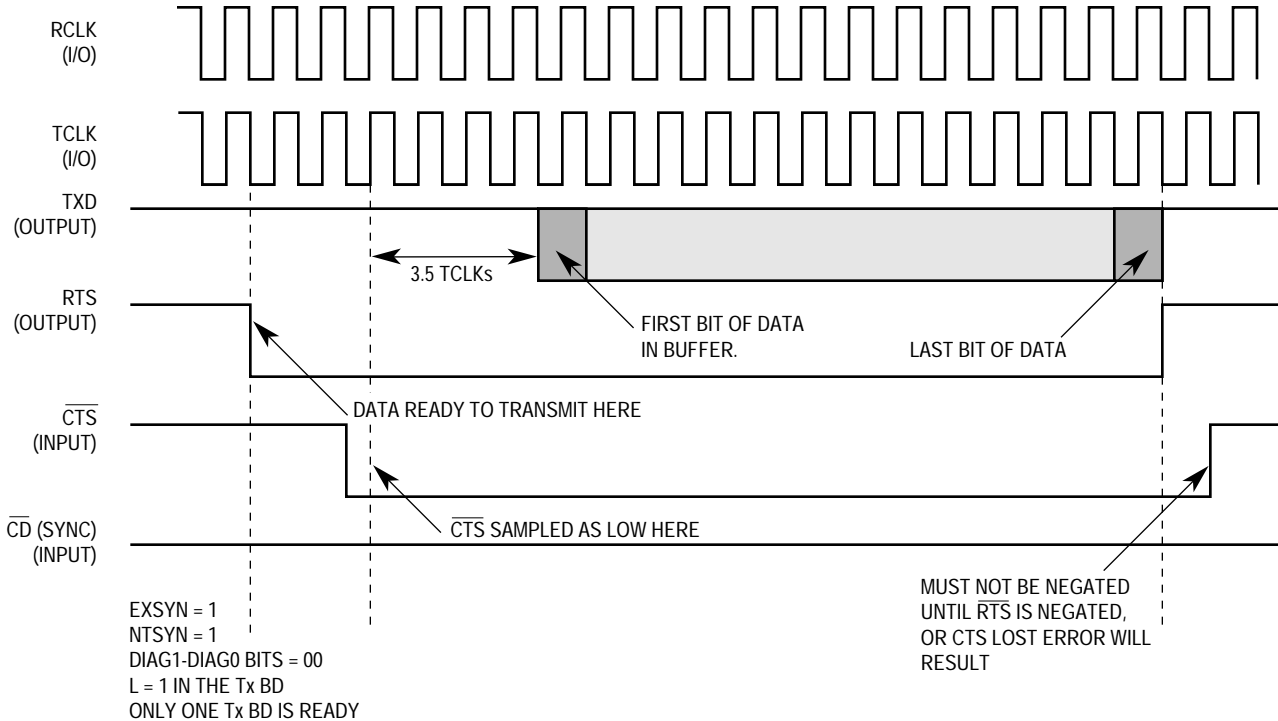 RCLK
(I/O)
TCLK
(I/O)
TXD
(OUTPUT)
3.5 TCLKs
RTS
(OUTPUT)
FIRST BIT OF DATA
IN BUFFER.
LAST BIT OF DATA
DATA READY TO TRANSMIT HERE
CTS
(INPUT)
CTS SAMPLED AS LOW HERE
CD (SYNC)
(INPUT)
MUST NOT BE NEGATED
UNTIL RTS IS NEGATED,
OR CTS LOST ERROR WILL
RESULT
EXSYN = 1
NTSYN = 1
DIAG1-DIAG0 BITS = 00
L = 1 IN THE Tx BD
ONLY ONE Tx BD IS READY